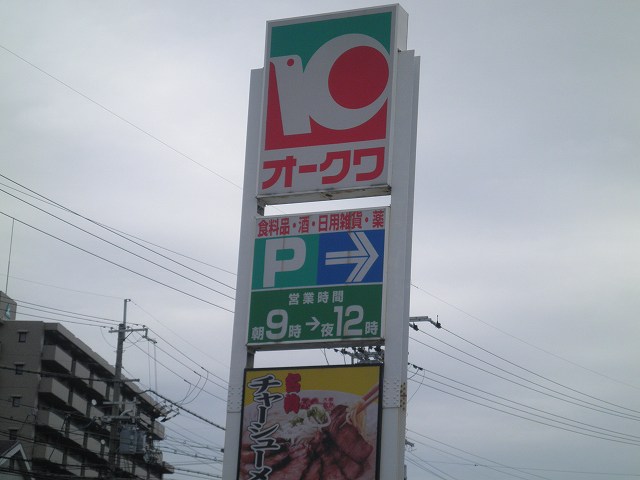 オークワ
食料品・酒・日用雑貨・薬
P
営業時間
朝9時→夜12時
チャーシューメ